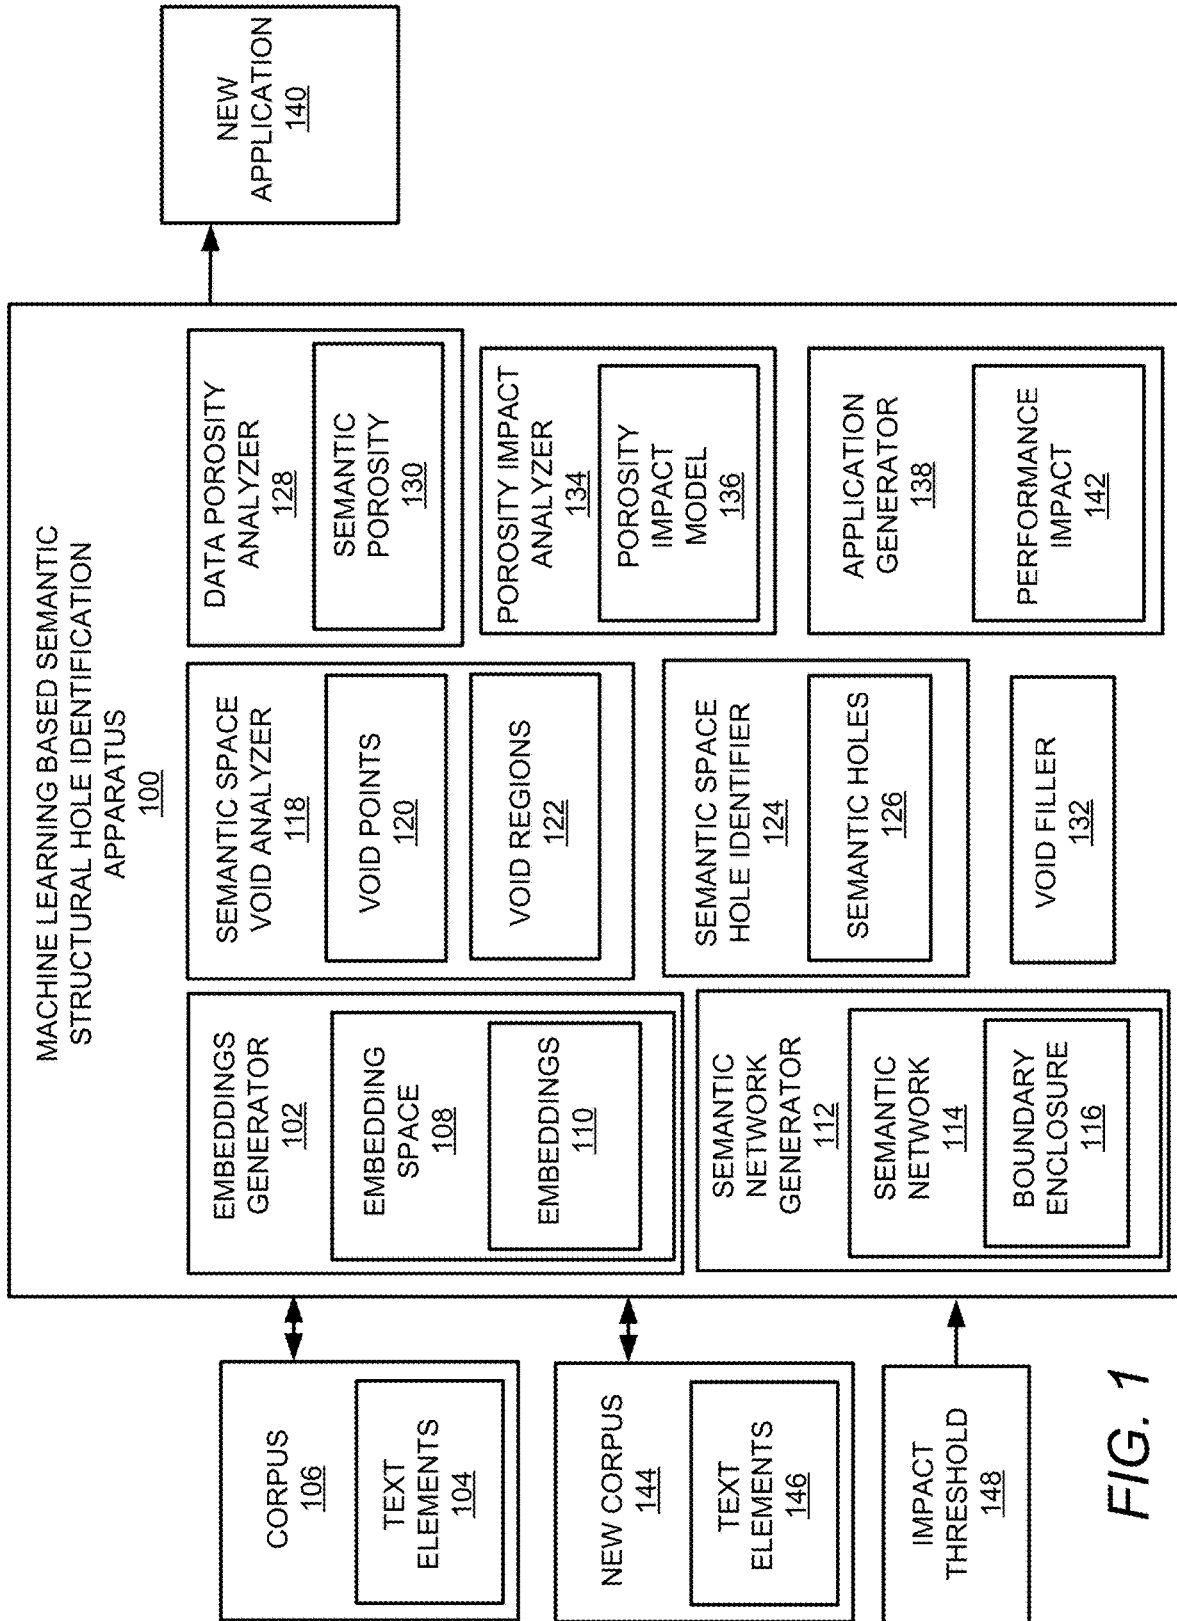 MACHINE LEARNING BASED SEMANTIC
STRUCTURAL HOLE IDENTIFICATION
APPARATUS
100
CORPUS
106
TEXT
ELEMENTS
104
NEW CORPUS
144
TEXT
ELEMENTS
146
IMPACT
THRESHOLD
148
EMBEDDINGS
GENERATOR
102
EMBEDDING
SPACE
108
EMBEDDINGS
110
SEMANTIC
NETWORK
GENERATOR
112
SEMANTIC
NETWORK
114
BOUNDARY
ENCLOSURE
116
SEMANTIC SPACE
VOID ANALYZER
118
VOID POINTS
120
VOID REGIONS
122
SEMANTIC SPACE
HOLE IDENTIFIER
124
SEMANTIC HOLES
126
VOID FILLER
132
DATA POROSITY
ANALYZER
128
SEMANTIC
POROSITY
130
POROSITY IMPACT
ANALYZER
134
POROSITY
IMPACT
MODEL
136
APPLICATION
GENERATOR
138
PERFORMANCE
IMPACT
142
NEW
APPLICATION
140
FIG. 1